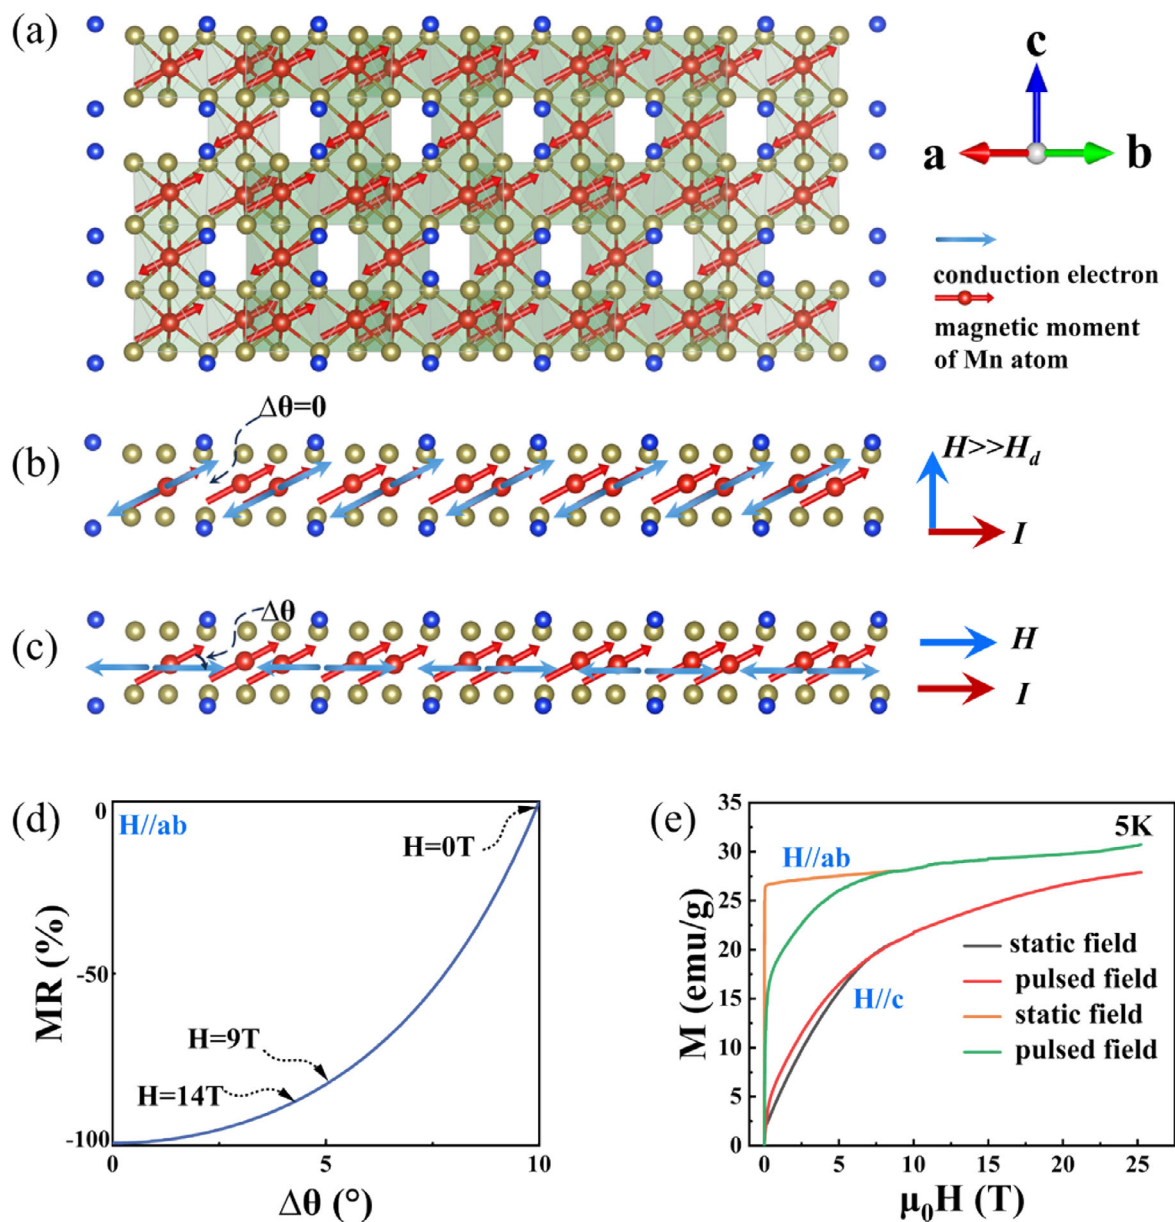 (a)
c
a
b
conduction electron
magnetic moment
of Mn atom
Δθ=0
(b)
H>>H_d
I
Δθ
(c)
H
I
(d)
H//ab
H=0T
H=9T
H=14T
0
-50
-100
MR (%)
0
5
10
Δθ (°)
(e)
5K
H//ab
H//c
static field
pulsed field
static field
pulsed field
35
30
25
20
15
10
5
0
M (emu/g)
0
5
10
15
20
25
μ₀H (T)